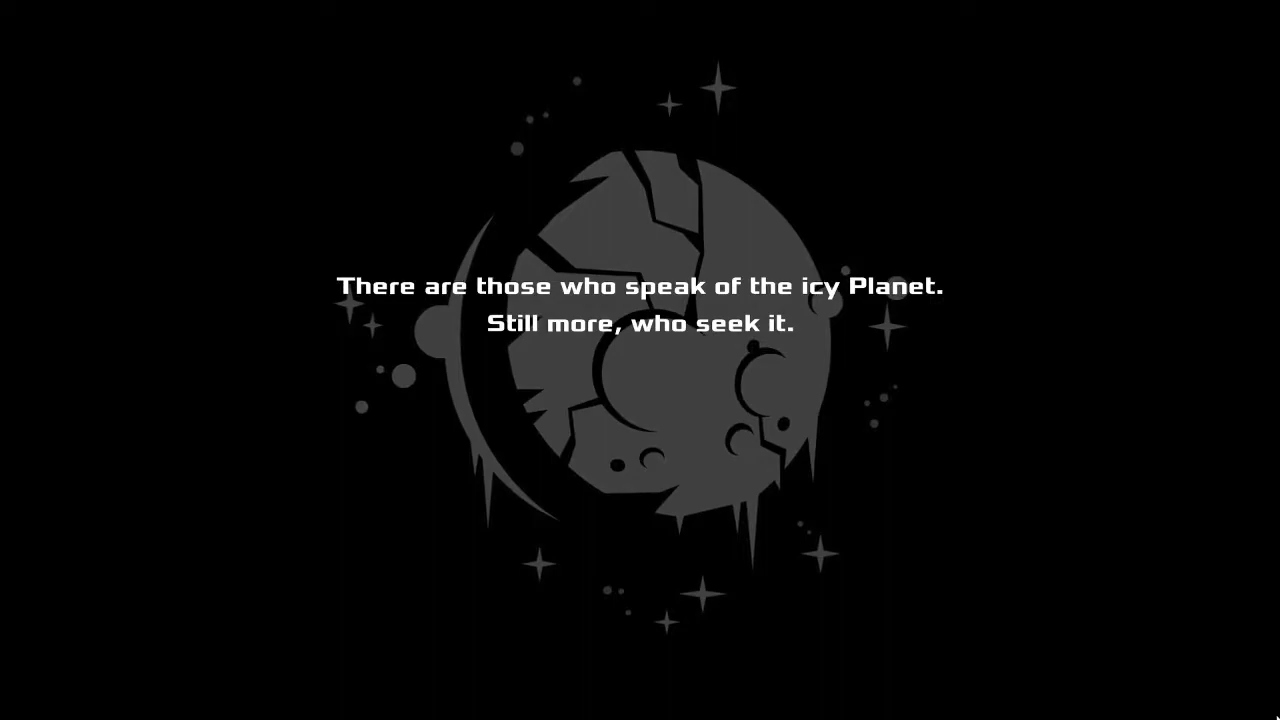 There are those who speak of the icy Planet.
Still more, who seek it.